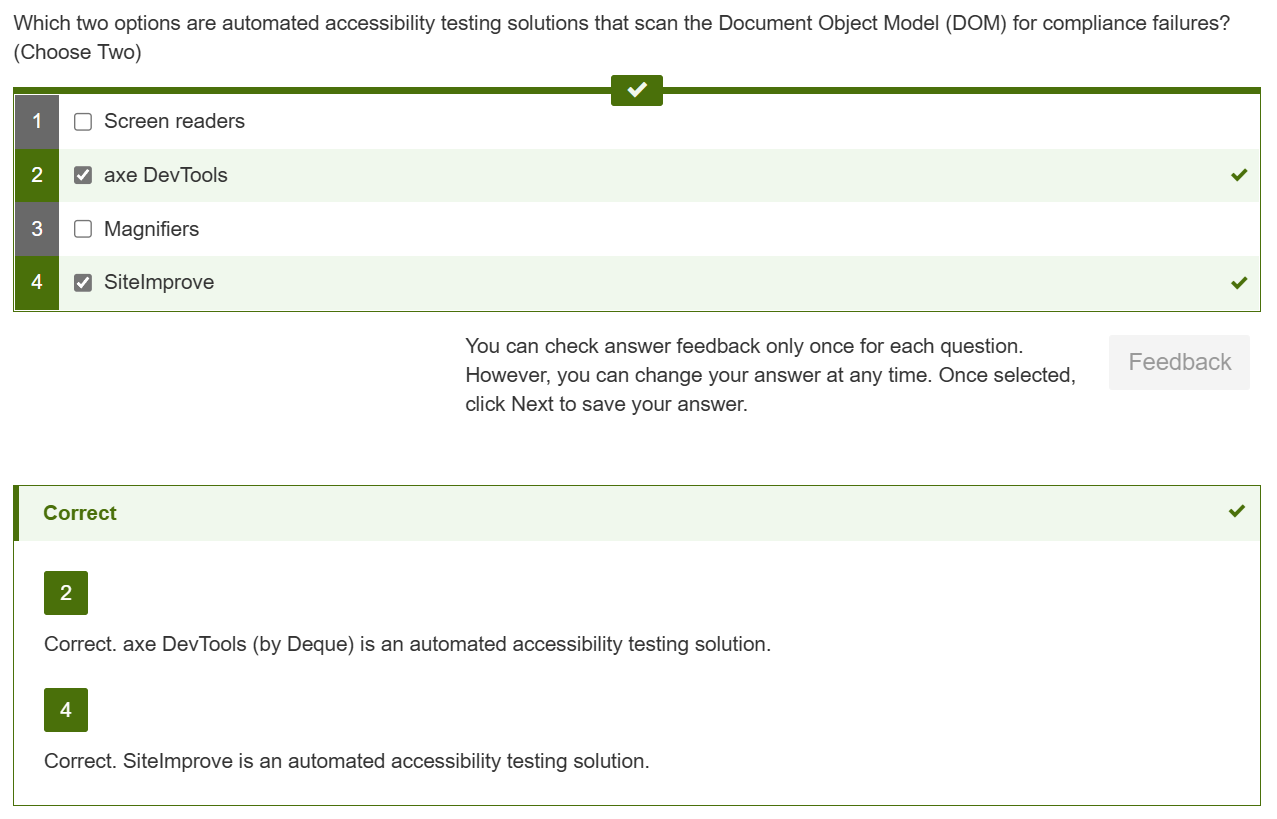 Which two options are automated accessibility testing solutions that scan the Document Object Model (DOM) for compliance failures?
(Choose Two)
1 Screen readers
2 axe DevTools
3 Magnifiers
4 SiteImprove
You can check answer feedback only once for each question.
However, you can change your answer at any time. Once selected,
click Next to save your answer.
Feedback
Correct
2
Correct. axe DevTools (by Deque) is an automated accessibility testing solution.
4
Correct. SiteImprove is an automated accessibility testing solution.